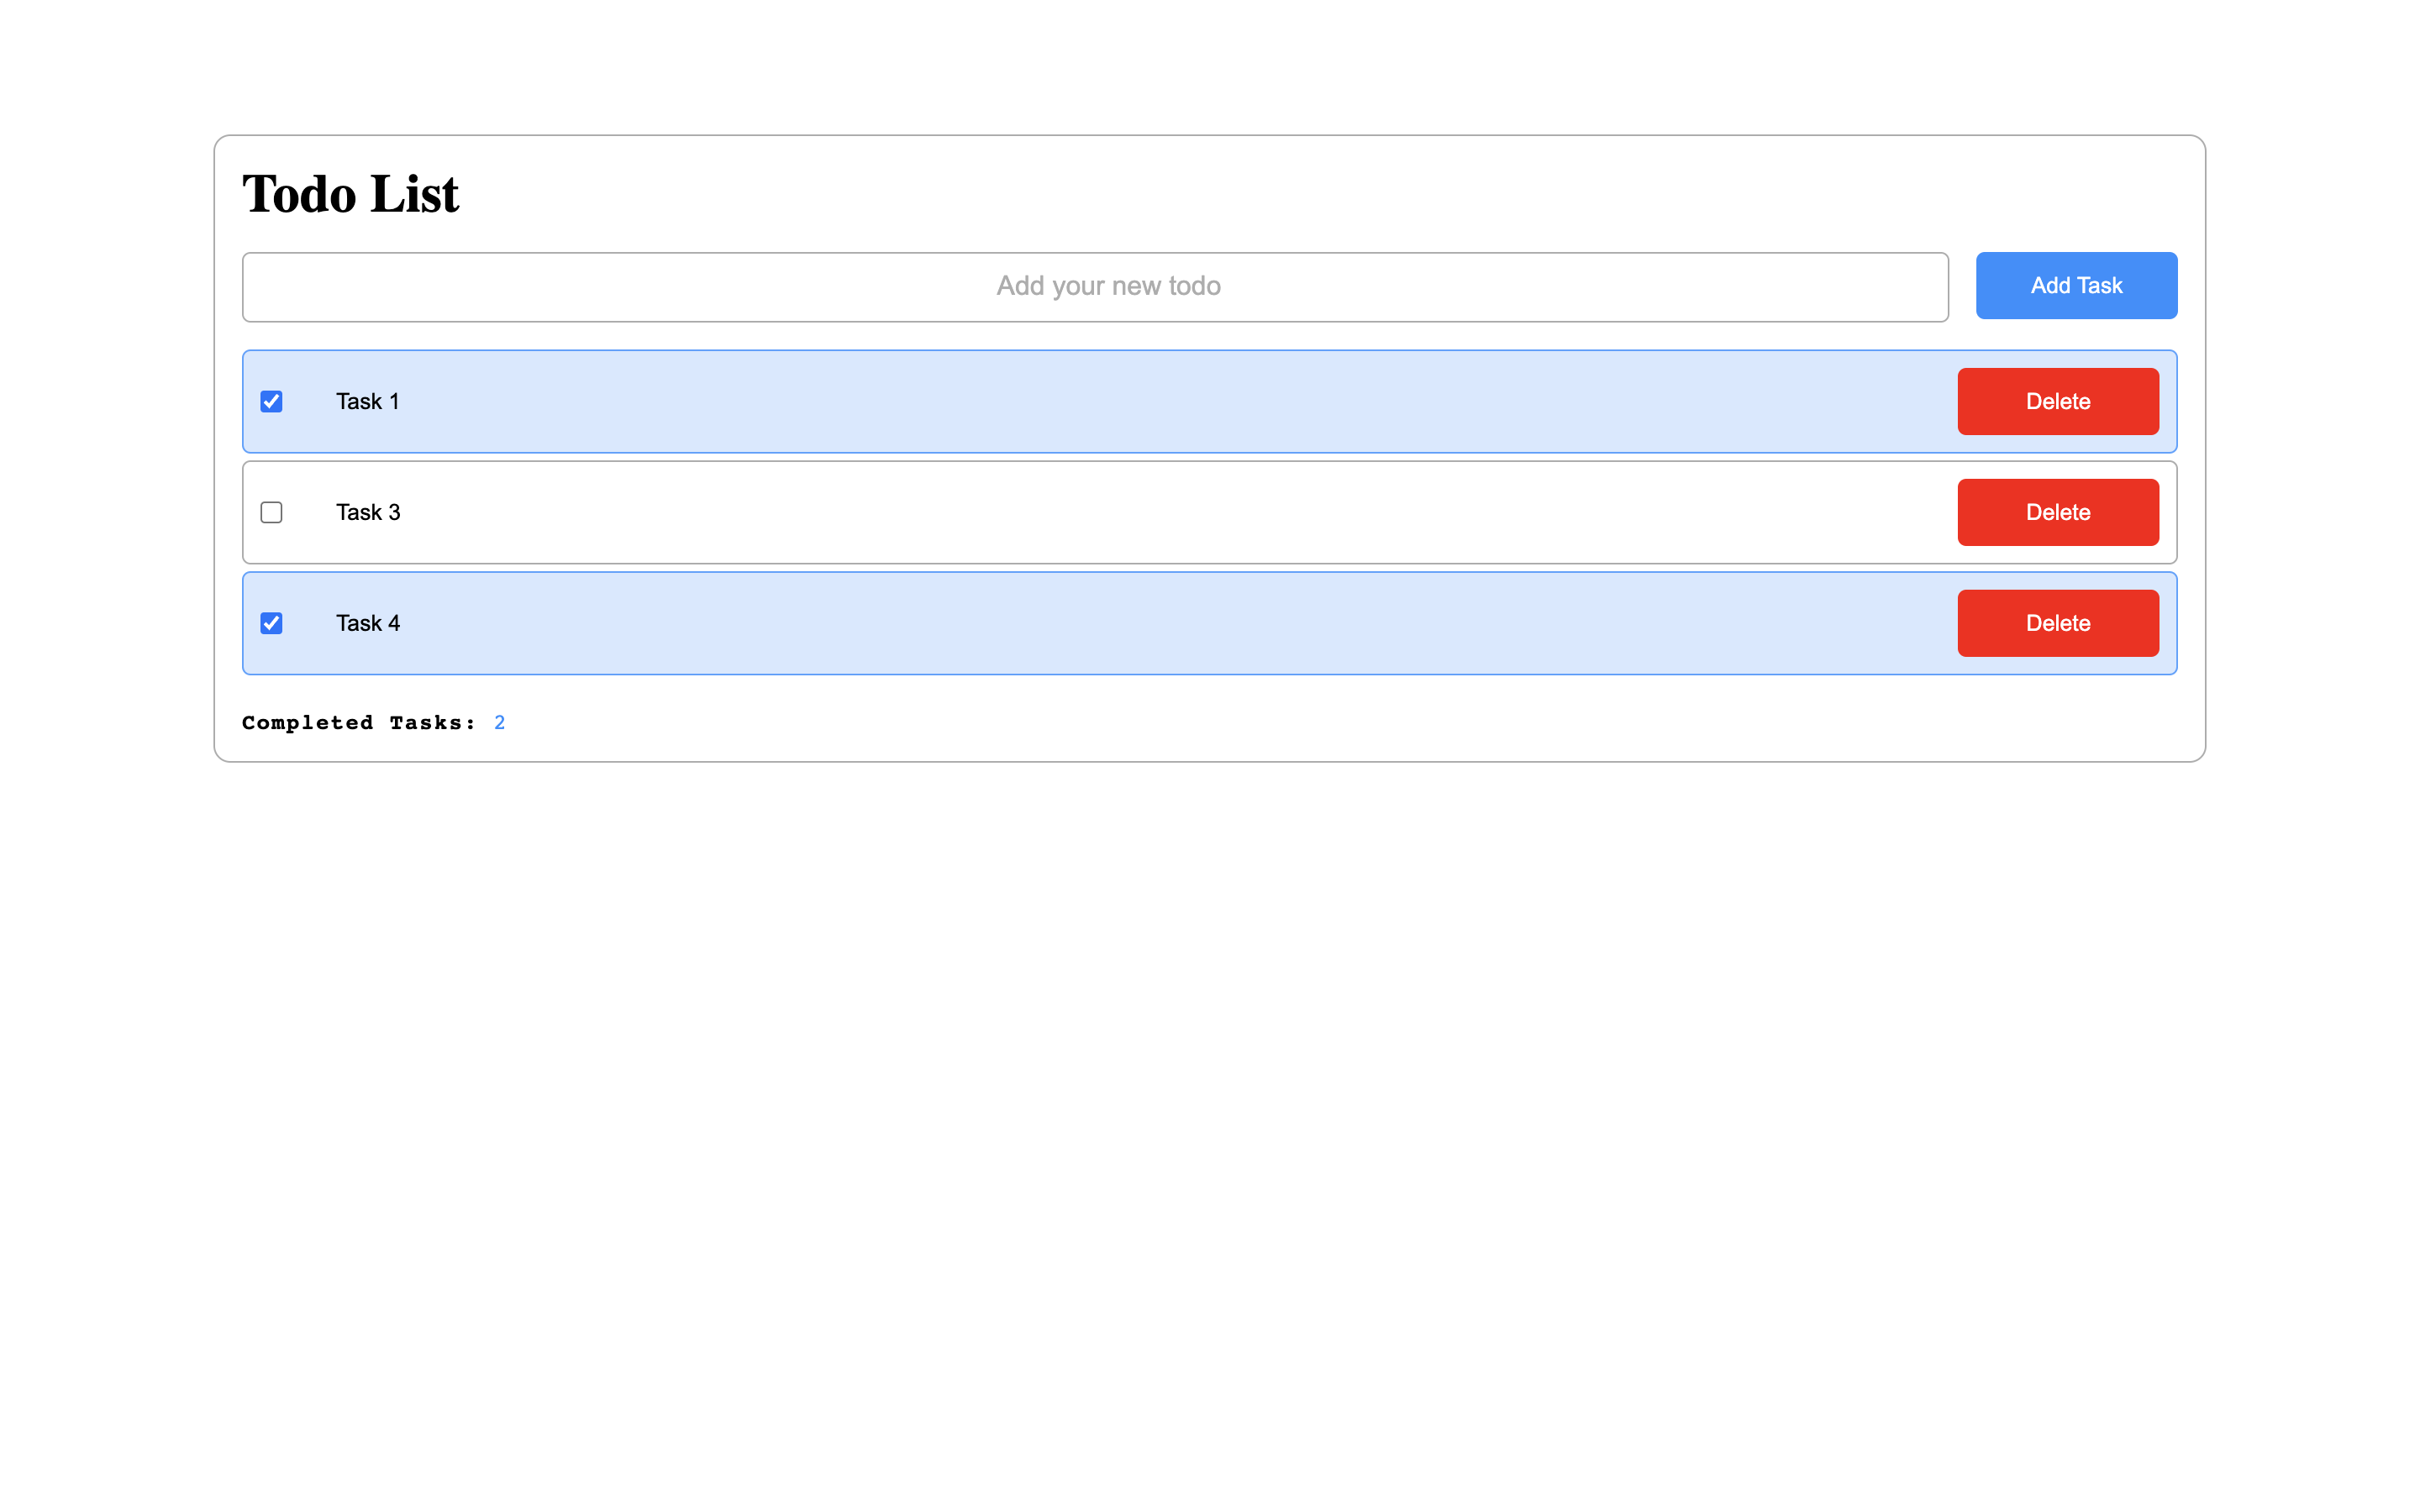 Todo List
Add your new todo
Add Task
Task 1
Delete
Task 3
Delete
Task 4
Delete
Completed Tasks: 2